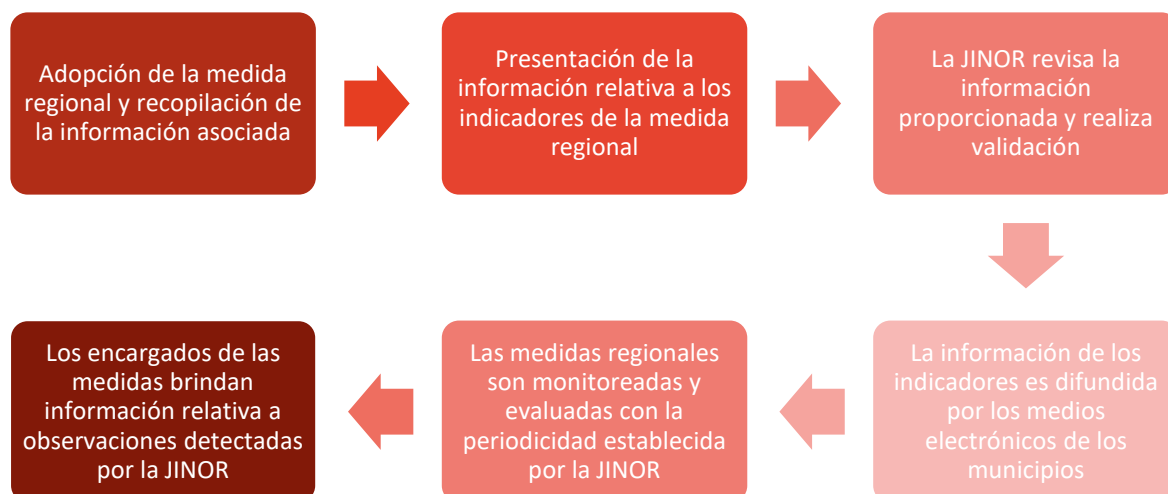 Adopción de la medida
regional y recopilación de
la información asociada
Presentación de la
información relativa a los
indicadores de la medida
regional
La JINOR revisa la
información
proporcionada y realiza
validación
La información de los
indicadores es difundida
por los medios
electrónicos de los
municipios
Las medidas regionales
son monitoreadas y
evaluadas con la
periodicidad establecida
por la JINOR
Los encargados de las
medidas brindan
información relativa a
observaciones detectadas
por la JINOR